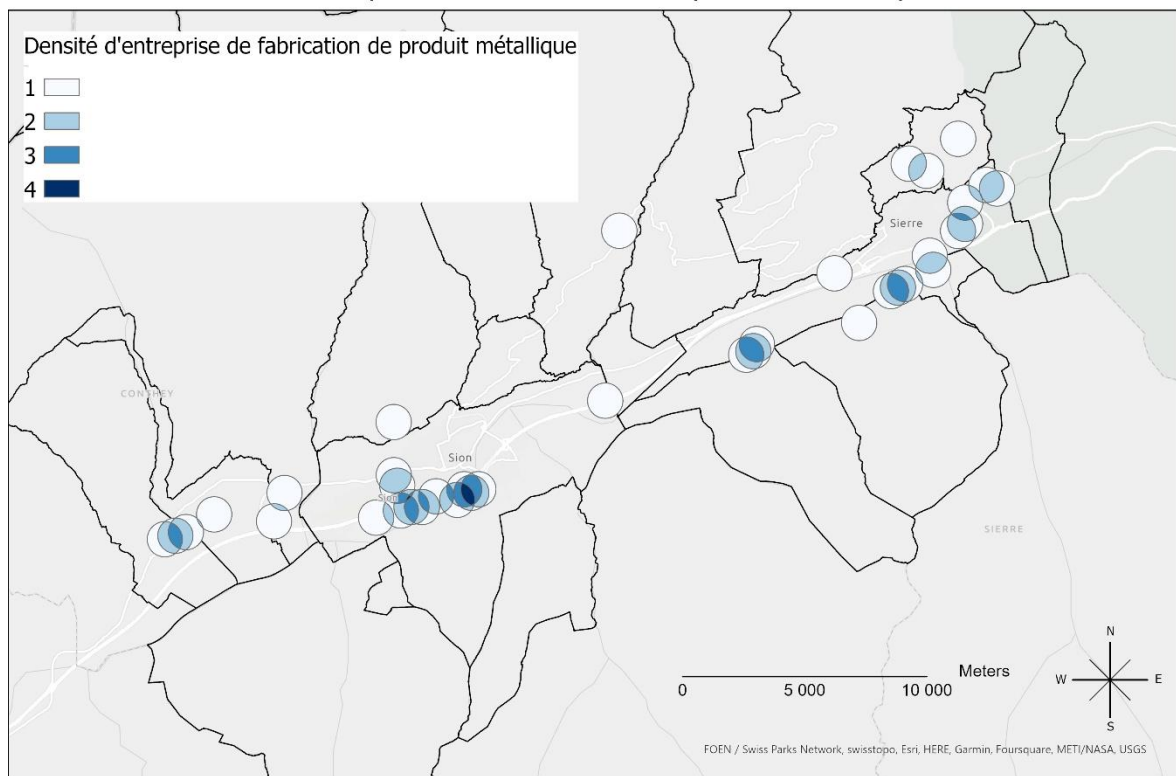 Densité d'entreprise de fabrication de produit métallique
1
2
3
4
Sierre
CONTHEY
Sion
Sion
SIERRE
Meters
0 5 000 10 000
N
W E
S
FOEN / Swiss Parks Network, swisstopo, Esri, HERE, Garmin, Foursquare, METI/NASA, USGS